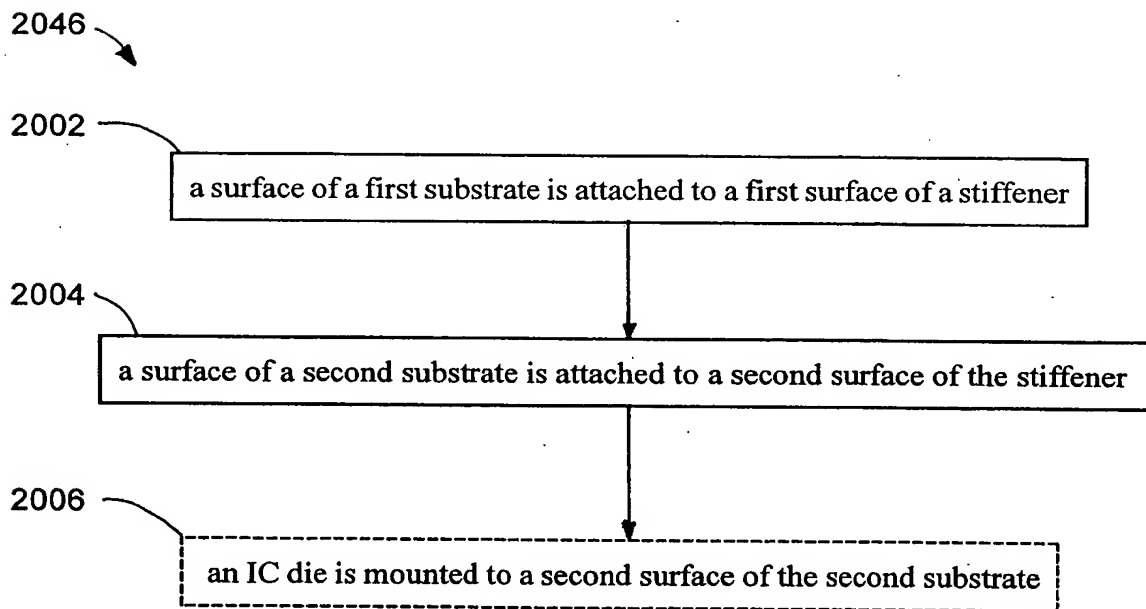 2046
2002
a surface of a first substrate is attached to a first surface of a stiffener
2004
a surface of a second substrate is attached to a second surface of the stiffener
2006
an IC die is mounted to a second surface of the second substrate